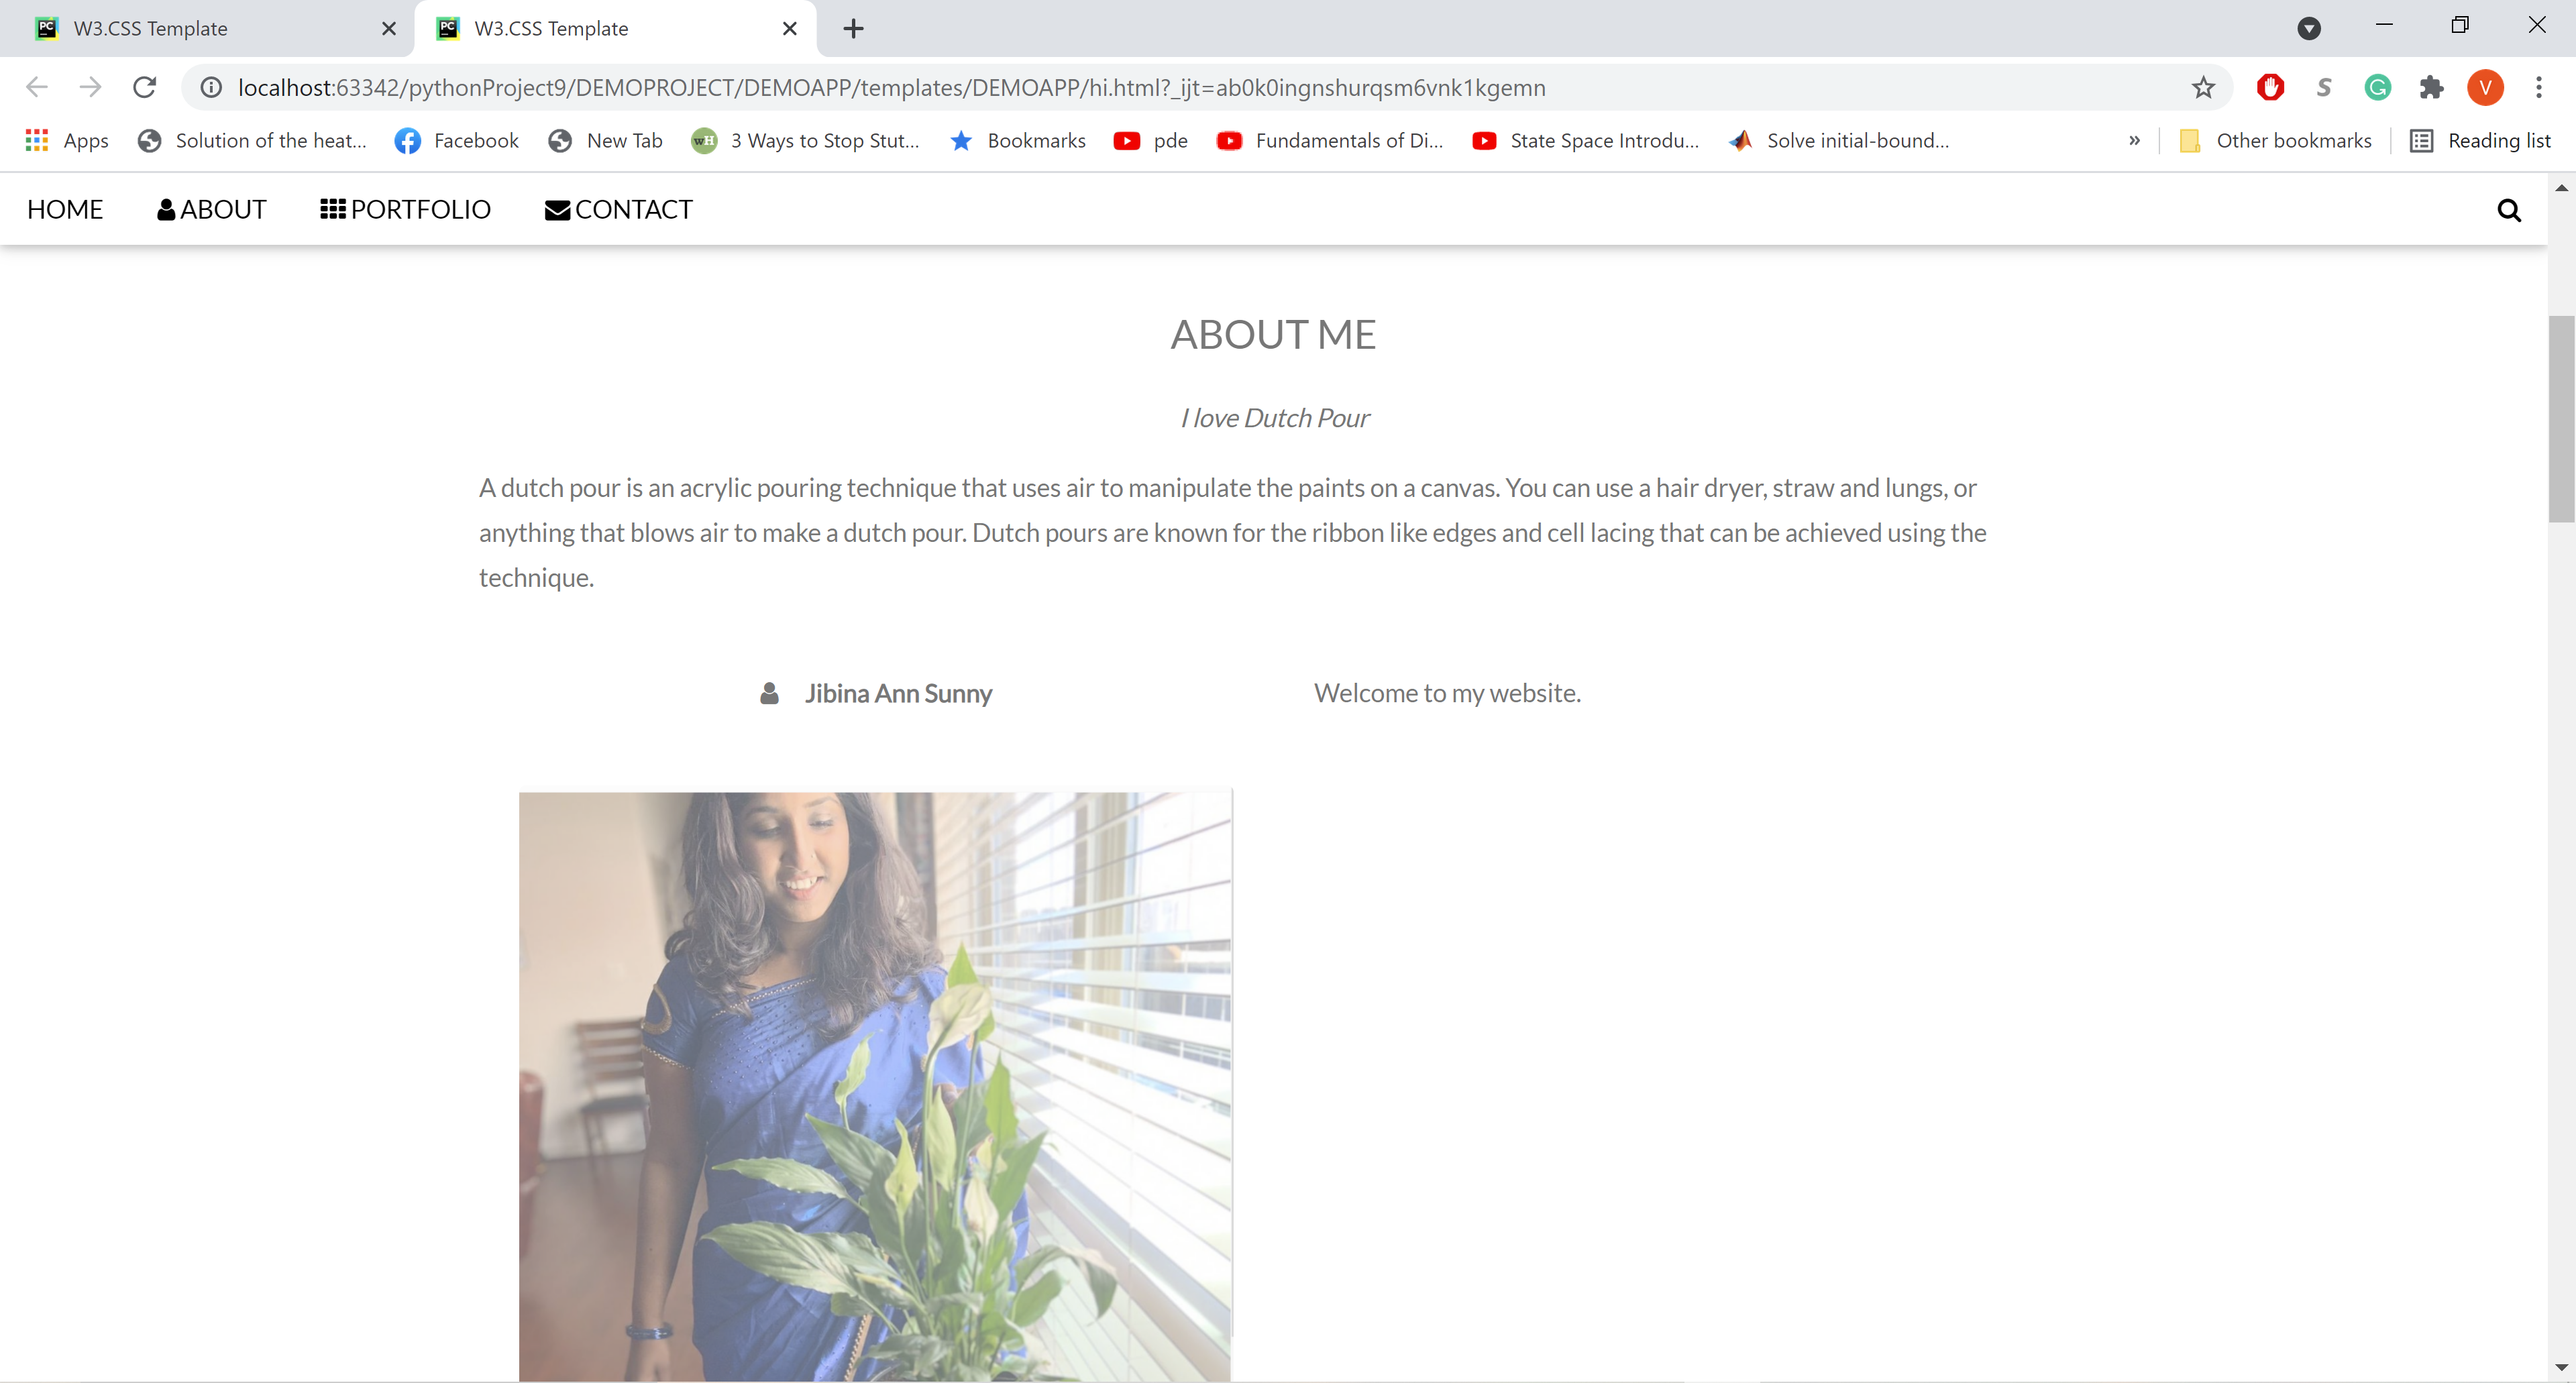 W3.CSS Template
W3.CSS Template
localhost:63342/pythonProject9/DEMOPROJECT/DEMOAPP/templates/DEMOAPP/hi.html?_ijt=ab0k0ingnshurqsm6vnk1kgemn
S
G
V
Apps Solution of the heat... Facebook New Tab wH 3 Ways to Stop Stut... Bookmarks pde Fundamentals of Di... State Space Introdu... Solve initial-bound... » Other bookmarks Reading list
HOME ABOUT PORTFOLIO CONTACT
ABOUT ME
I love Dutch Pour
A dutch pour is an acrylic pouring technique that uses air to manipulate the paints on a canvas. You can use a hair dryer, straw and lungs, or
anything that blows air to make a dutch pour. Dutch pours are known for the ribbon like edges and cell lacing that can be achieved using the
technique.
Jibina Ann Sunny
Welcome to my website.